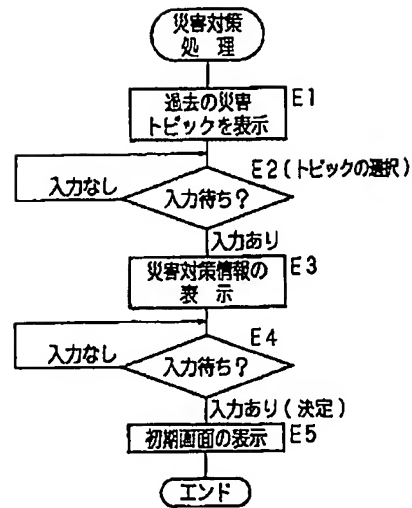 災害対策
処 理
過去の災害
トピックを表示
E1
E2(トピックの選択)
入力なし
入力待ち?
入力あり
災害対策情報の
表 示
E3
E4
入力なし
入力待ち?
入力あり(決定)
初期画面の表示
E5
エンド